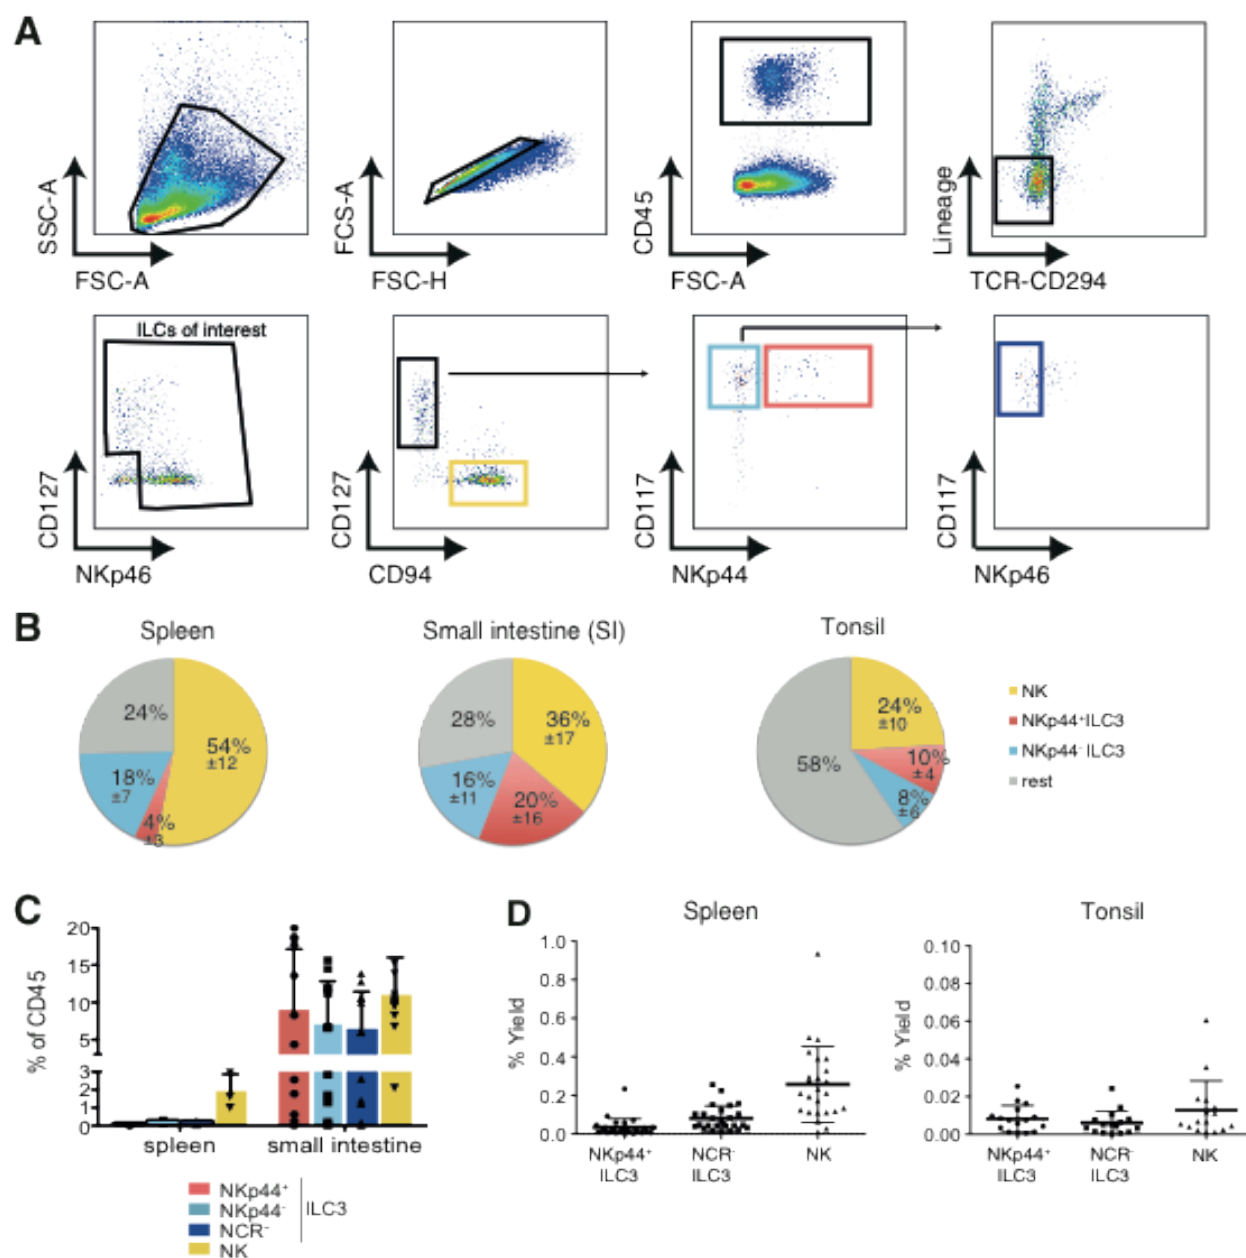 A
SSC-A
FSC-A
FCS-A
FSC-H
CD45
FSC-A
Lineage
TCR-CD294
ILCs of interest
CD127
NKp46
CD127
CD94
CD117
NKp44
CD117
NKp46
B
Spleen
24%
54%
±12
18%
±7
4%
±3
Small intestine (SI)
28%
36%
±17
16%
±11
20%
±16
Tonsil
24%
±10
10%
±4
58%
8%
±6
NK
NKp44⁺ILC3
NKp44⁻ ILC3
rest
C
% of CD45
20
15
10
5
3
2
1
0
spleen
small intestine
NKp44⁺
NKp44⁻
NCR⁻
ILC3
NK
D
Spleen
% Yield
1.0
0.8
0.6
0.4
0.2
0.0
NKp44⁺
ILC3
NCR⁻
ILC3
NK
Tonsil
% Yield
0.10
0.08
0.06
0.04
0.02
0.00
NKp44⁺
ILC3
NCR⁻
ILC3
NK